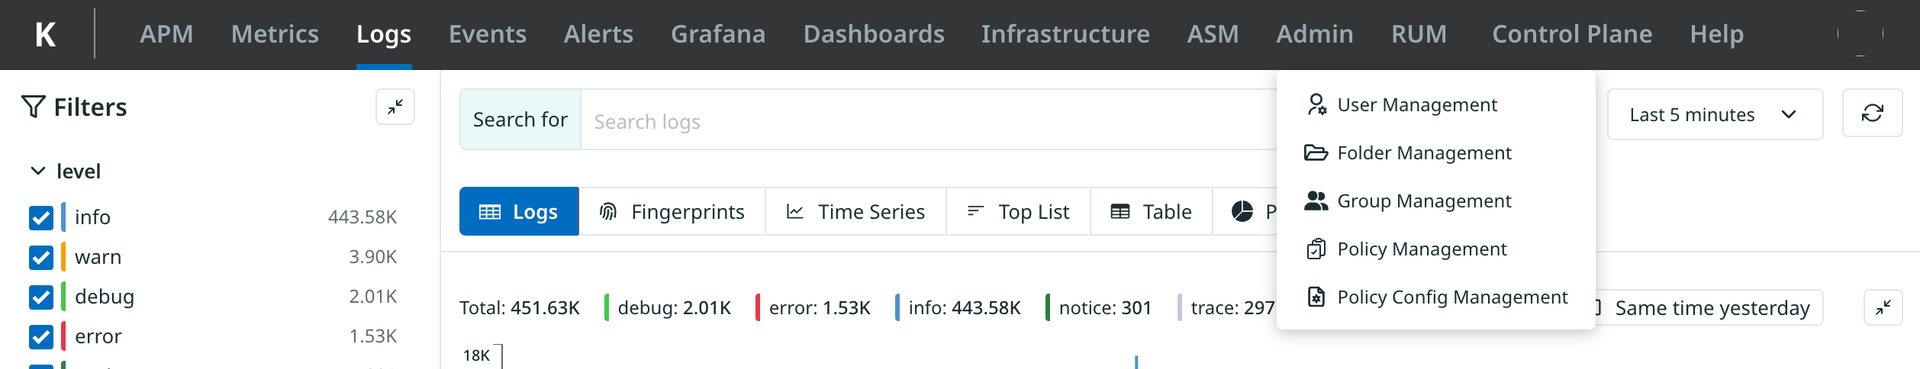 K APM Metrics Logs Events Alerts Grafana Dashboards Infrastructure ASM Admin RUM Control Plane Help
Filters
level
info 443.58K
warn 3.90K
debug 2.01K
error 1.53K
Search for Search logs
User Management
Folder Management
Group Management
Policy Management
Policy Config Management
Last 5 minutes
Logs Fingerprints Time Series Top List Table P
Total: 451.63K debug: 2.01K error: 1.53K info: 443.58K notice: 301 trace: 297
Same time yesterday
18K